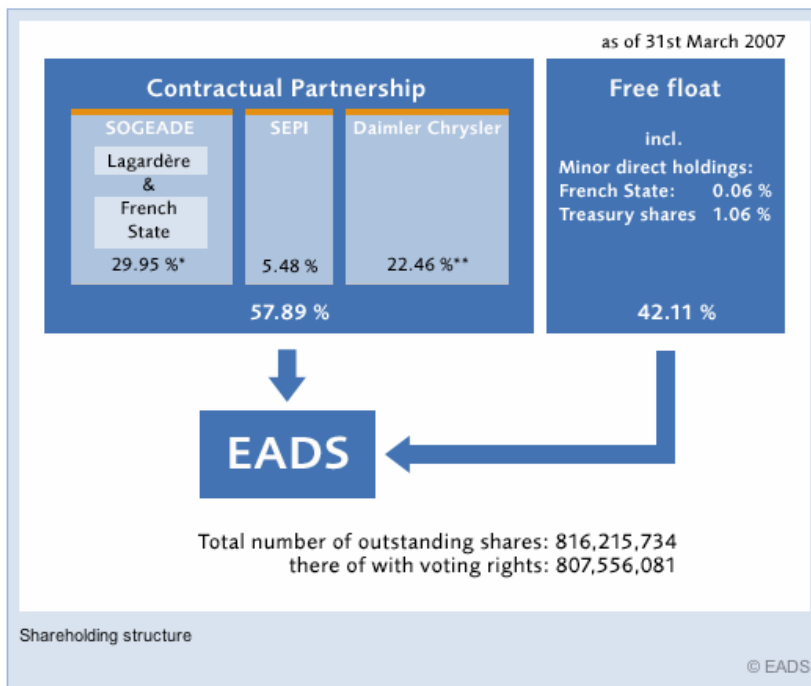 as of 31st March 2007
Contractual Partnership
SOGEADE
Lagardère
&
French
State
29.95 %*
SEPI
5.48 %
Daimler Chrysler
22.46 %**
57.89 %
Free float
incl.
Minor direct holdings:
French State: 0.06 %
Treasury shares 1.06 %
42.11 %
EADS
Total number of outstanding shares: 816,215,734
there of with voting rights: 807,556,081
Shareholding structure
© EADS